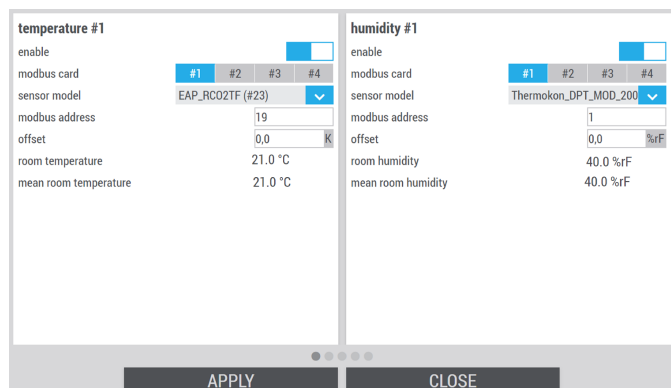 temperature #1
enable
modbus card #1 #2 #3 #4
sensor model EAP_RCO2TF (#23)
modbus address 19
offset 0,0 K
room temperature 21.0 °C
mean room temperature 21.0 °C
humidity #1
enable
modbus card #1 #2 #3 #4
sensor model Thermokon_DPT_MOD_200
modbus address 1
offset 0,0 %rF
room humidity 40.0 %rF
mean room humidity 40.0 %rF
APPLY CLOSE